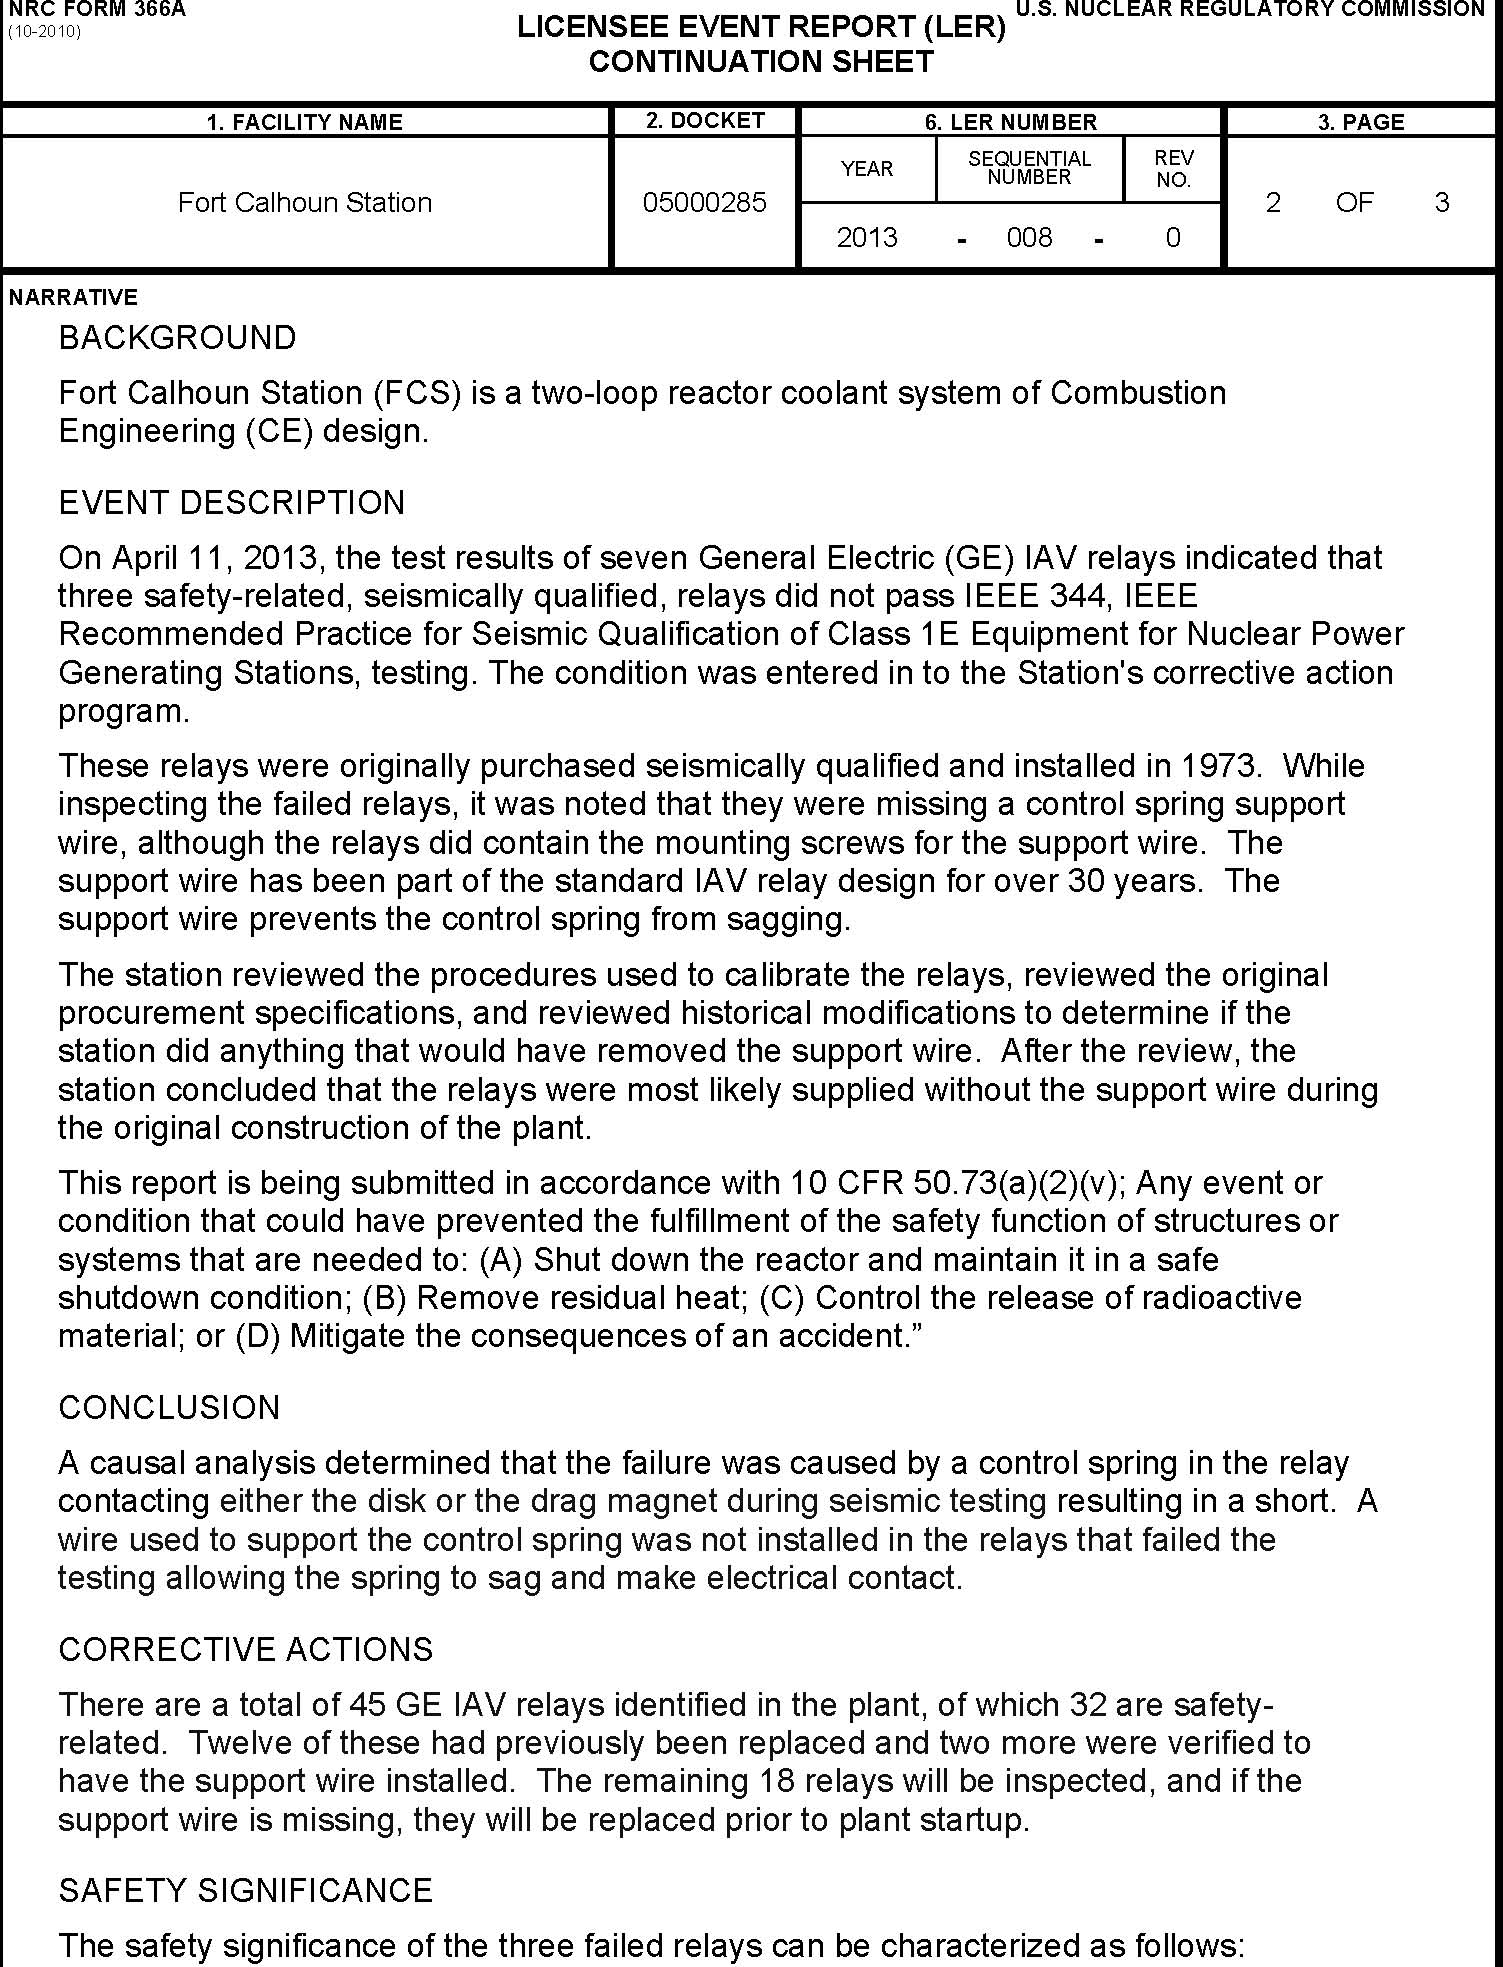 NRC FORM 366A
U.S. NUCLEAR REGULATORY COMMISSION
(10-2010)
LICENSEE EVENT REPORT (LER)
CONTINUATION SHEET
1. FACILITY NAME
2. DOCKET
6. LER NUMBER
3. PAGE
Fort Calhoun Station
05000285
YEAR
SEQUENTIAL
NUMBER
REV
NO.
2 OF 3
2013 - 008 - 0
NARRATIVE
BACKGROUND
Fort Calhoun Station (FCS) is a two-loop reactor coolant system of Combustion
Engineering (CE) design.
EVENT DESCRIPTION
On April 11, 2013, the test results of seven General Electric (GE) IAV relays indicated that
three safety-related, seismically qualified, relays did not pass IEEE 344, IEEE
Recommended Practice for Seismic Qualification of Class 1E Equipment for Nuclear Power
Generating Stations, testing. The condition was entered in to the Station's corrective action
program.
These relays were originally purchased seismically qualified and installed in 1973. While
inspecting the failed relays, it was noted that they were missing a control spring support
wire, although the relays did contain the mounting screws for the support wire. The
support wire has been part of the standard IAV relay design for over 30 years. The
support wire prevents the control spring from sagging.
The station reviewed the procedures used to calibrate the relays, reviewed the original
procurement specifications, and reviewed historical modifications to determine if the
station did anything that would have removed the support wire. After the review, the
station concluded that the relays were most likely supplied without the support wire during
the original construction of the plant.
This report is being submitted in accordance with 10 CFR 50.73(a)(2)(v); Any event or
condition that could have prevented the fulfillment of the safety function of structures or
systems that are needed to: (A) Shut down the reactor and maintain it in a safe
shutdown condition; (B) Remove residual heat; (C) Control the release of radioactive
material; or (D) Mitigate the consequences of an accident.”
CONCLUSION
A causal analysis determined that the failure was caused by a control spring in the relay
contacting either the disk or the drag magnet during seismic testing resulting in a short. A
wire used to support the control spring was not installed in the relays that failed the
testing allowing the spring to sag and make electrical contact.
CORRECTIVE ACTIONS
There are a total of 45 GE IAV relays identified in the plant, of which 32 are safety-
related. Twelve of these had previously been replaced and two more were verified to
have the support wire installed. The remaining 18 relays will be inspected, and if the
support wire is missing, they will be replaced prior to plant startup.
SAFETY SIGNIFICANCE
The safety significance of the three failed relays can be characterized as follows: